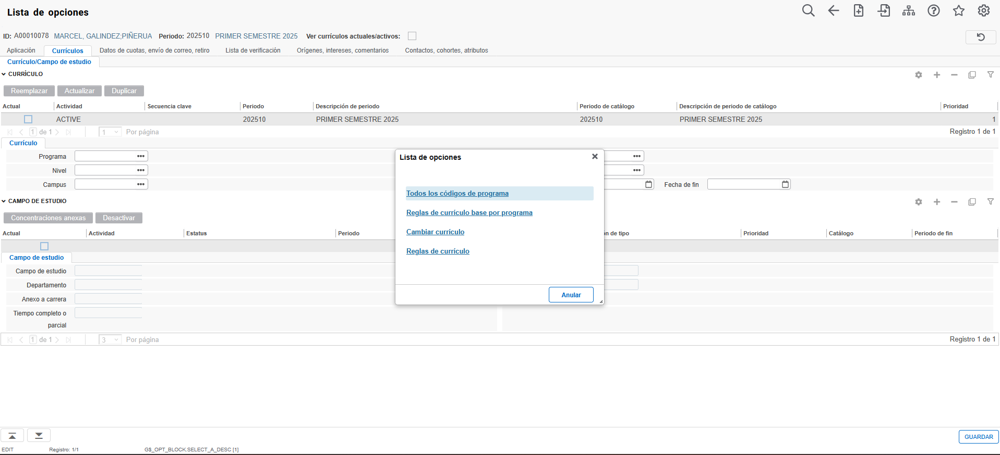 Lista de opciones
ID: A00010078 MARCEL, GALINDEZ;PIÑERUA Periodo: 202510 PRIMER SEMESTRE 2025 Ver currículos actuales/activos:
Aplicación Currículos Datos de cuotas, envío de correo, retiro Lista de verificación Orígenes, intereses, comentarios Contactos, cohortes, atributos
Currículo/Campo de estudio
CURRÍCULO
Reemplazar Actualizar Duplicar
Actual Actividad Secuencia clave Periodo Descripción de periodo Periodo de catálogo Descripción de periodo de catálogo Prioridad
ACTIVE 202510 PRIMER SEMESTRE 2025 202510 PRIMER SEMESTRE 2025 1
1 de 1 1 Por página Registro 1 de 1
Currículo
Programa
Nivel
Campus Fecha de fin
Lista de opciones
Todos los códigos de programa
Reglas de currículo base por programa
Cambiar currículo
Reglas de currículo
Anular
CAMPO DE ESTUDIO
Concentraciones anexas Desactivar
Actual Actividad Estatus Periodo ón de tipo Prioridad Catálogo Periodo de fin
Campo de estudio
Campo de estudio
Departamento
Anexo a carrera
Tiempo completo o
parcial
1 de 1 3 Por página Registro 1 de 1
GUARDAR
EDIT Registro: 1/1 G$_OPT_BLOCK.SELECT_A_DESC [1]